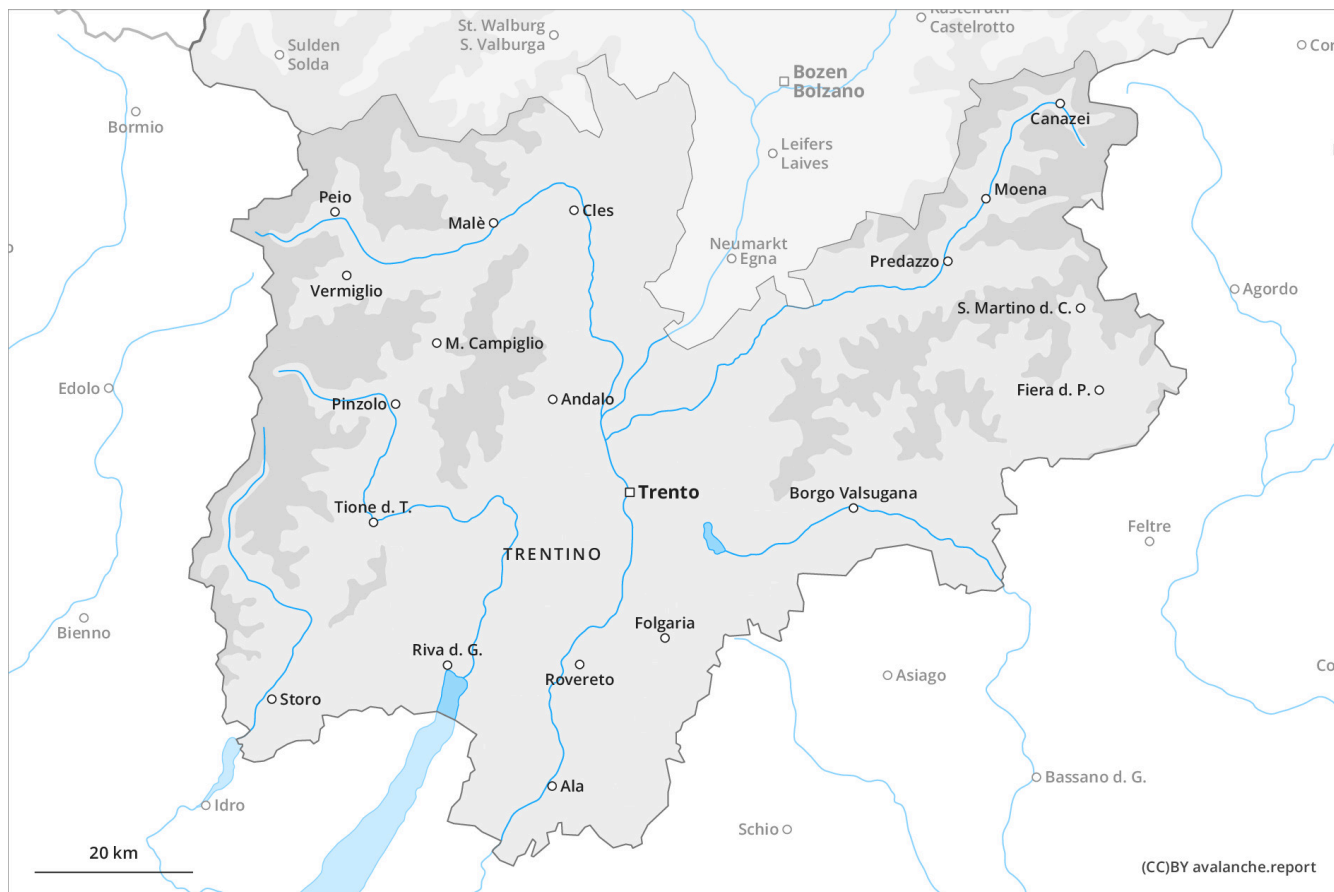 Kastelruth
Castelrotto
St. Walburg
S. Valburga
Sulden
Solda
Cor
Bozen
Bolzano
Bormio
Canazei
Leifers
Laives
Peio
Moena
Malè
Cles
Neumarkt
Egna
Predazzo
Vermiglio
Agordo
S. Martino d. C.
M. Campiglio
Edolo
Fiera d. P.
Pinzolo
Andalo
Trento
Borgo Valsugana
Tione d. T.
Feltre
TRENTINO
Bienno
Folgaria
Riva d. G.
Rovereto
Asiago
Co
Storo
Bassano d. G.
Ala
Idro
Schio
20 km
(CC)BY avalanche.report